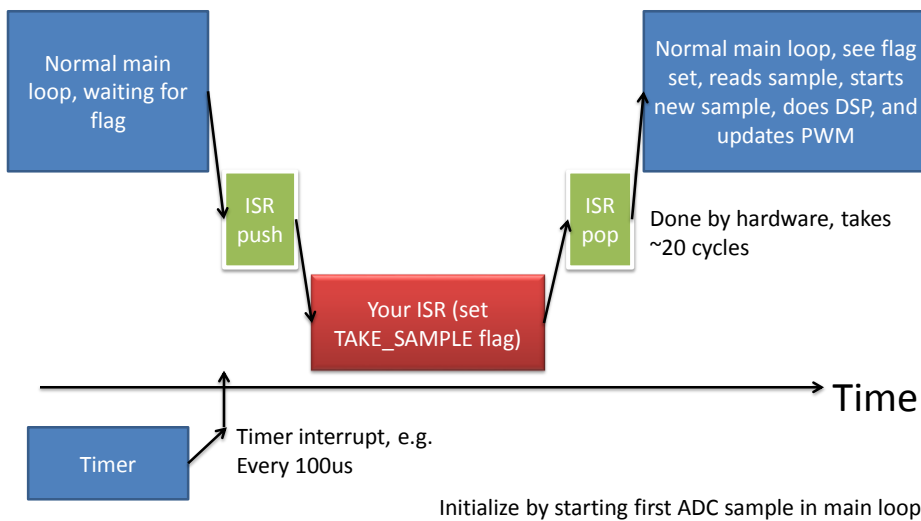 Normal main
loop, waiting for
flag
ISR
push
Your ISR (set
TAKE_SAMPLE flag)
ISR
pop
Normal main loop, see flag
set, reads sample, starts
new sample, does DSP, and
updates PWM
Done by hardware, takes
~20 cycles
Time
Timer
Timer interrupt, e.g.
Every 100us
Initialize by starting first ADC sample in main loop